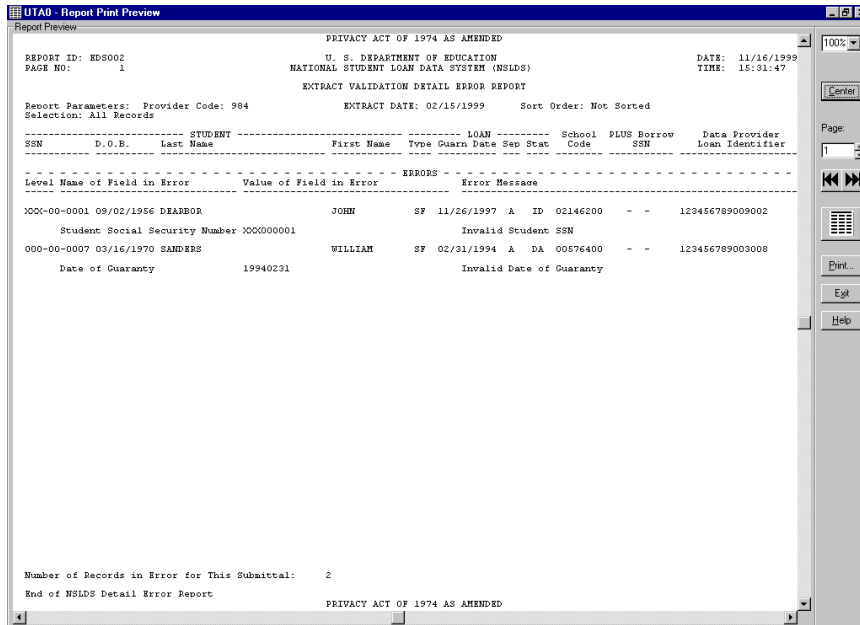 UTA0 - Report Print Preview
Report Preview
PRIVACY ACT OF 1974 AS AMENDED
REPORT ID: EDS002 U. S. DEPARTMENT OF EDUCATION DATE: 11/16/1999
PAGE NO: 1 NATIONAL STUDENT LOAN DATA SYSTEM (NSLDS) TIME: 15:31:47
EXTRACT VALIDATION DETAIL ERROR REPORT
Report Parameters: Provider Code: 984 EXTRACT DATE: 02/15/1999 Sort Order: Not Sorted
Selection: All Records
STUDENT LOAN School PLUS Borrow Data Provider
SSN D.O.B. Last Name First Name Type Guarn Date Sep Stat Code SSN Loan Identifier
ERRORS
Level Name of Field in Error Value of Field in Error Error Message
XXX-00-0001 09/02/1956 DEARBOR JOHN SF 11/26/1997 A ID 02146200 - - 123456789009002
Student Social Security Number XXX000001 Invalid Student SSN
000-00-0007 03/16/1970 SANDERS WILLIAM SF 02/31/1994 A DA 00576400 - - 123456789003008
Date of Guaranty 19940231 Invalid Date of Guaranty
Number of Records in Error for This Submittal: 2
End of NSLDS Detail Error Report
PRIVACY ACT OF 1974 AS AMENDED
100%
Center
Page:
1
Print...
Exit
Help